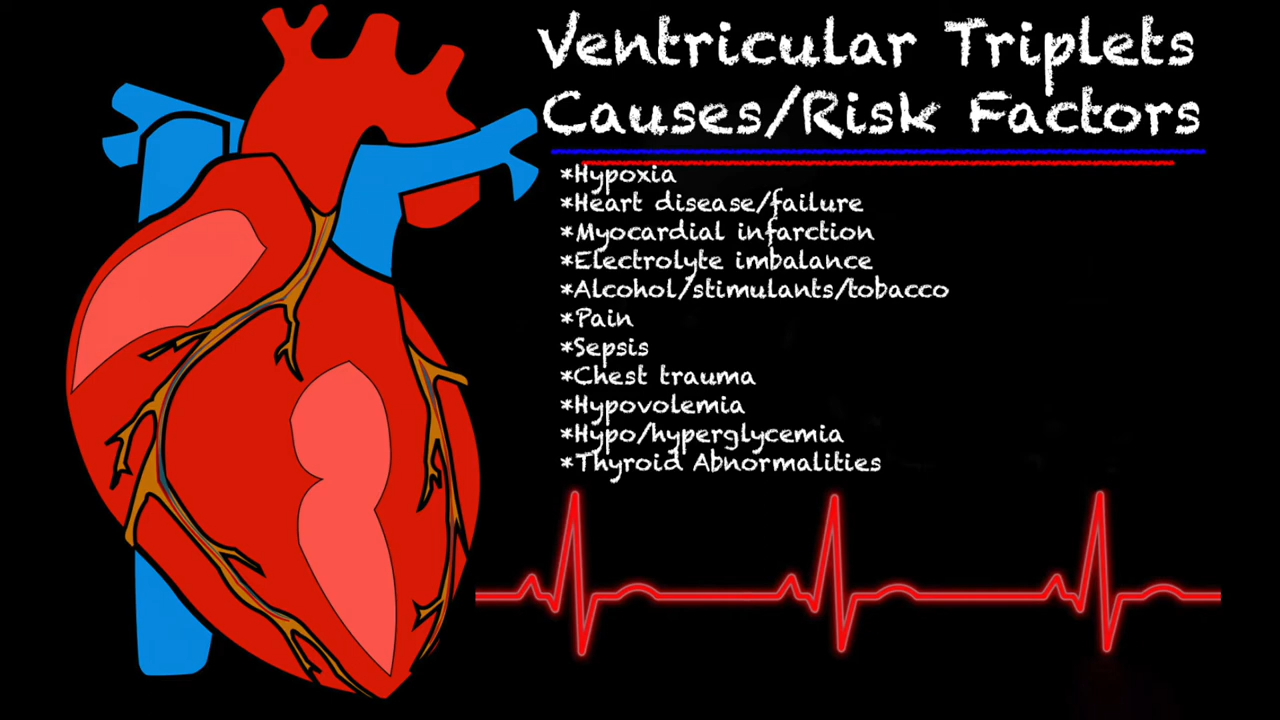 Ventricular Triplets
Causes/Risk Factors
*Hypoxia
*Heart disease/failure
*Myocardial infarction
*Electrolyte imbalance
*Alcohol/stimulants/tobacco
*Pain
*Sepsis
*Chest trauma
*Hypovolemia
*Hypo/hyperglycemia
*Thyroid Abnormalities